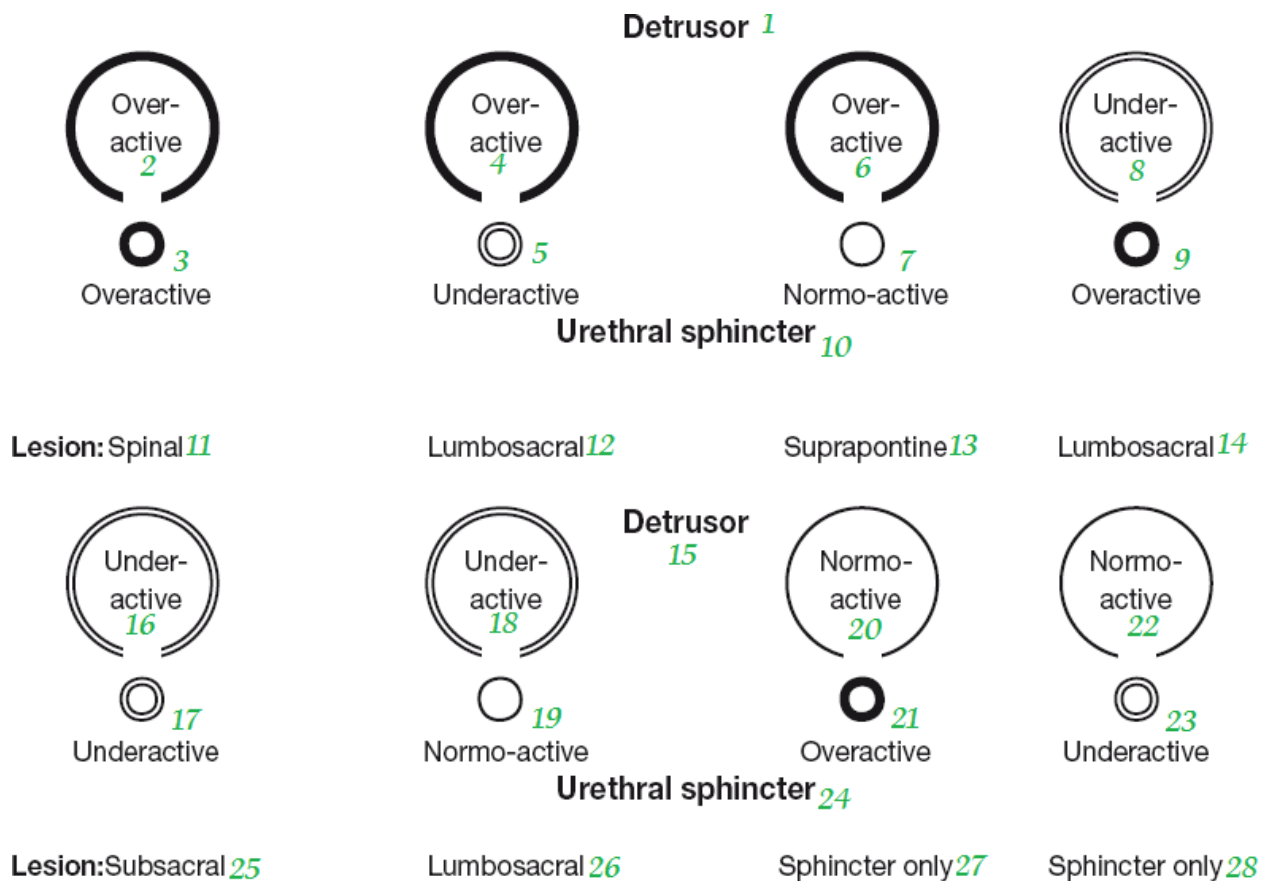 Detrusor 1
Over- Over- Over- Under-
active active active active
2 4 6 8
3 5 7 9
Overactive Underactive Normo-active Overactive
Urethral sphincter 10
Lesion: Spinal 11 Lumbosacral 12 Suprapontine 13 Lumbosacral 14
Detrusor
15
Under- Under- Normo- Normo-
active active active active
16 18 20 22
17 19 21 23
Underactive Normo-active Overactive Underactive
Urethral sphincter 24
Lesion: Subsacral 25 Lumbosacral 26 Sphincter only 27 Sphincter only 28